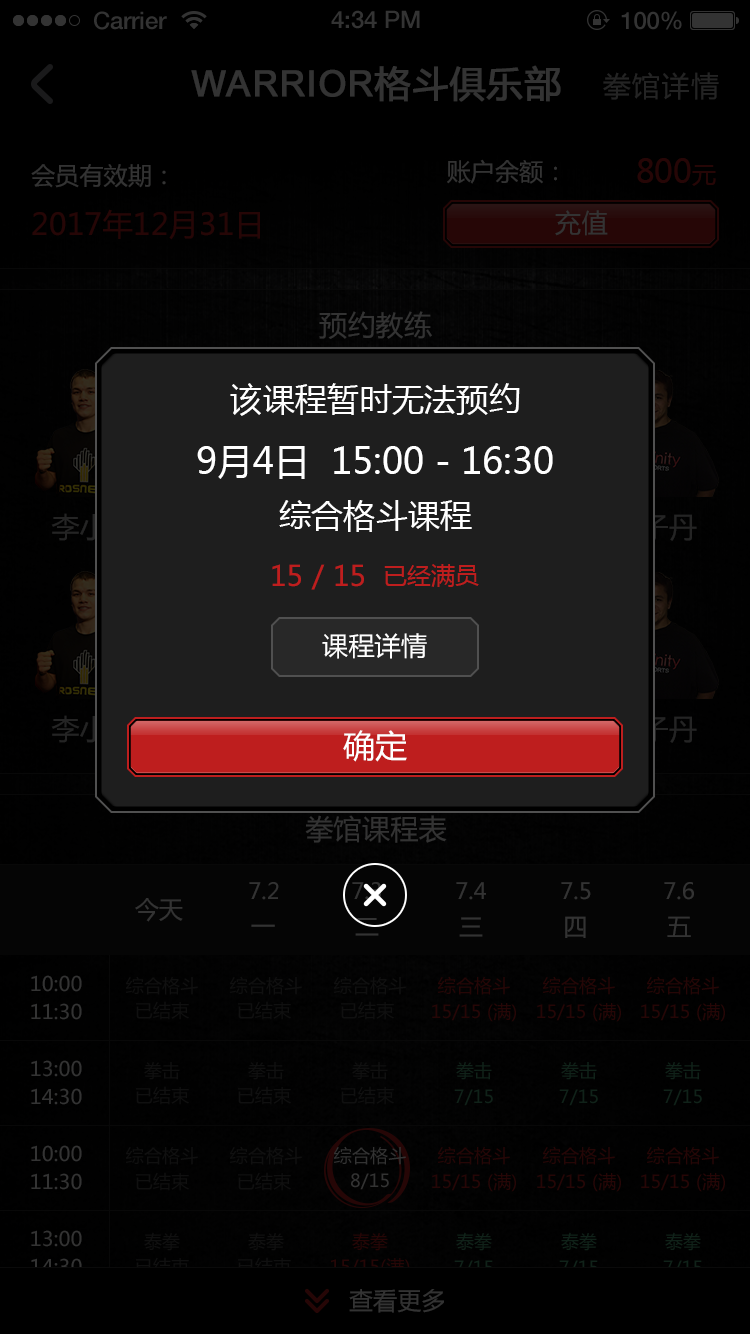 Carrier 4:34 PM 100%
WARRIOR格斗俱乐部 拳馆详情
会员有效期： 账户余额： 800元
2017年12月31日 充值
预约教练
该课程暂时无法预约
9月4日 15:00 - 16:30
综合格斗课程
15 / 15 已经满员
课程详情
确定
李小 子丹
李小 子丹
拳馆课程表
今天 7.2 7.4 7.5 7.6
一 三 四 五
10:00 综合格斗 综合格斗 综合格斗 综合格斗 综合格斗 综合格斗
11:30 已结束 已结束 已结束 15/15 (满) 15/15 (满) 15/15 (满)
13:00 拳击 拳击 拳击 拳击 拳击 拳击
14:30 已结束 已结束 已结束 7/15 7/15 7/15
10:00 综合格斗 综合格斗 综合格斗 综合格斗 综合格斗 综合格斗
11:30 已结束 已结束 8/15 15/15 (满) 15/15 (满) 15/15 (满)
13:00 泰拳 泰拳 泰拳 泰拳 泰拳 泰拳
14:30 已结束 已结束 15/15(满) 7/15 7/15 7/15
查看更多